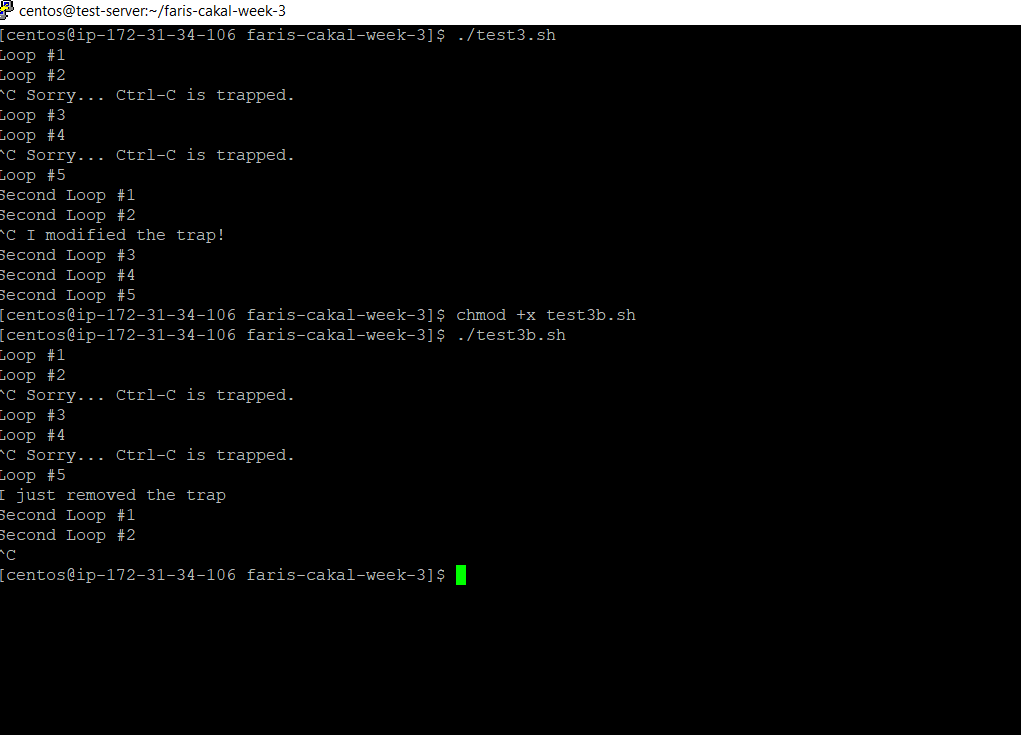 centos@test-server:~/faris-cakal-week-3
[centos@ip-172-31-34-106 faris-cakal-week-3]$ ./test3.sh
Loop #1
Loop #2
^C Sorry... Ctrl-C is trapped.
Loop #3
Loop #4
^C Sorry... Ctrl-C is trapped.
Loop #5
Second Loop #1
Second Loop #2
^C I modified the trap!
Second Loop #3
Second Loop #4
Second Loop #5
[centos@ip-172-31-34-106 faris-cakal-week-3]$ chmod +x test3b.sh
[centos@ip-172-31-34-106 faris-cakal-week-3]$ ./test3b.sh
Loop #1
Loop #2
^C Sorry... Ctrl-C is trapped.
Loop #3
Loop #4
^C Sorry... Ctrl-C is trapped.
Loop #5
I just removed the trap
Second Loop #1
Second Loop #2
^C
[centos@ip-172-31-34-106 faris-cakal-week-3]$